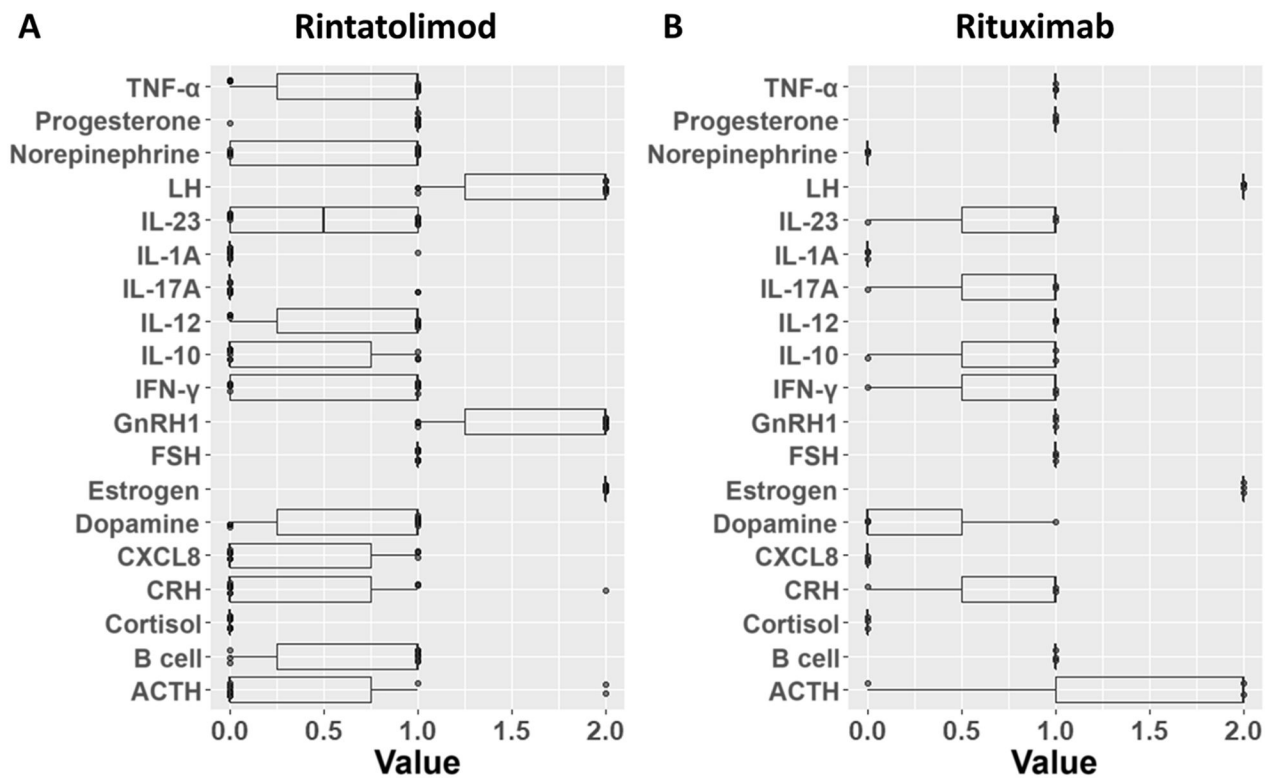 A Rintatolimod
TNF-α
Progesterone
Norepinephrine
LH
IL-23
IL-1A
IL-17A
IL-12
IL-10
IFN-γ
GnRH1
FSH
Estrogen
Dopamine
CXCL8
CRH
Cortisol
B cell
ACTH
0.0 0.5 1.0 1.5 2.0
Value
B Rituximab
TNF-α
Progesterone
Norepinephrine
LH
IL-23
IL-1A
IL-17A
IL-12
IL-10
IFN-γ
GnRH1
FSH
Estrogen
Dopamine
CXCL8
CRH
Cortisol
B cell
ACTH
0.0 0.5 1.0 1.5 2.0
Value